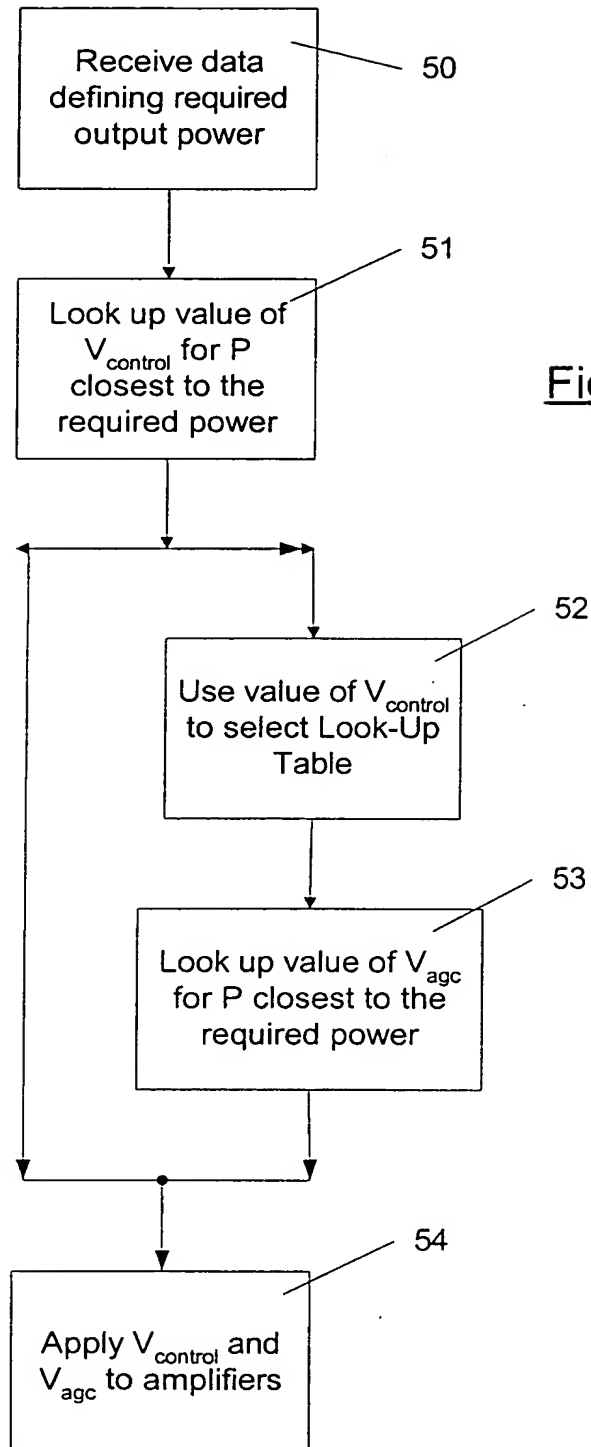 Receive data
defining required
output power
50
Look up value of
Vcontrol for P
closest to the
required power
51
Fig
Use value of Vcontrol
to select Look-Up
Table
52
Look up value of Vagc
for P closest to the
required power
53
Apply Vcontrol and
Vagc to amplifiers
54